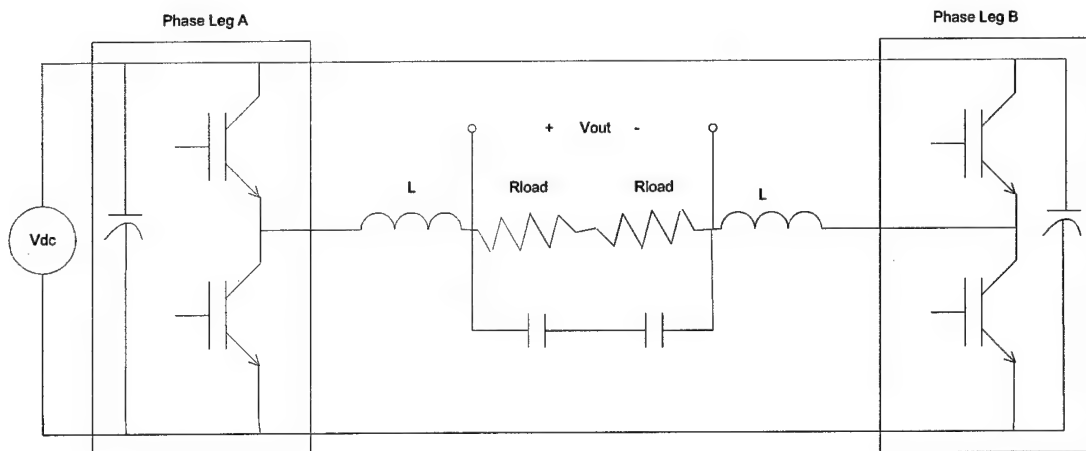 Phase Leg A
Phase Leg B
+ Vout -
L
Rload
Rload
L
Vdc